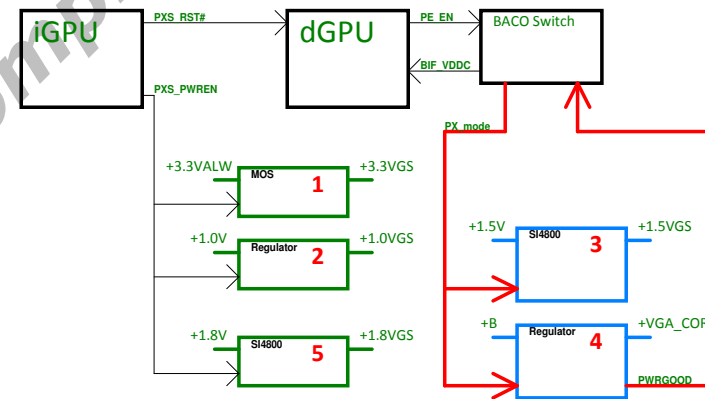 iGPU
PXS_RST#
dGPU
PE_EN
BACO Switch
BIF_VDDC
PXS_PWREN
PX_mode
+3.3VALW
MOS
1
+3.3VGS
+1.0V
Regulator
2
+1.0VGS
+1.5V
SI4800
3
+1.5VGS
+1.8V
SI4800
5
+1.8VGS
+B
Regulator
4
+VGA_COR
PWRGOOD